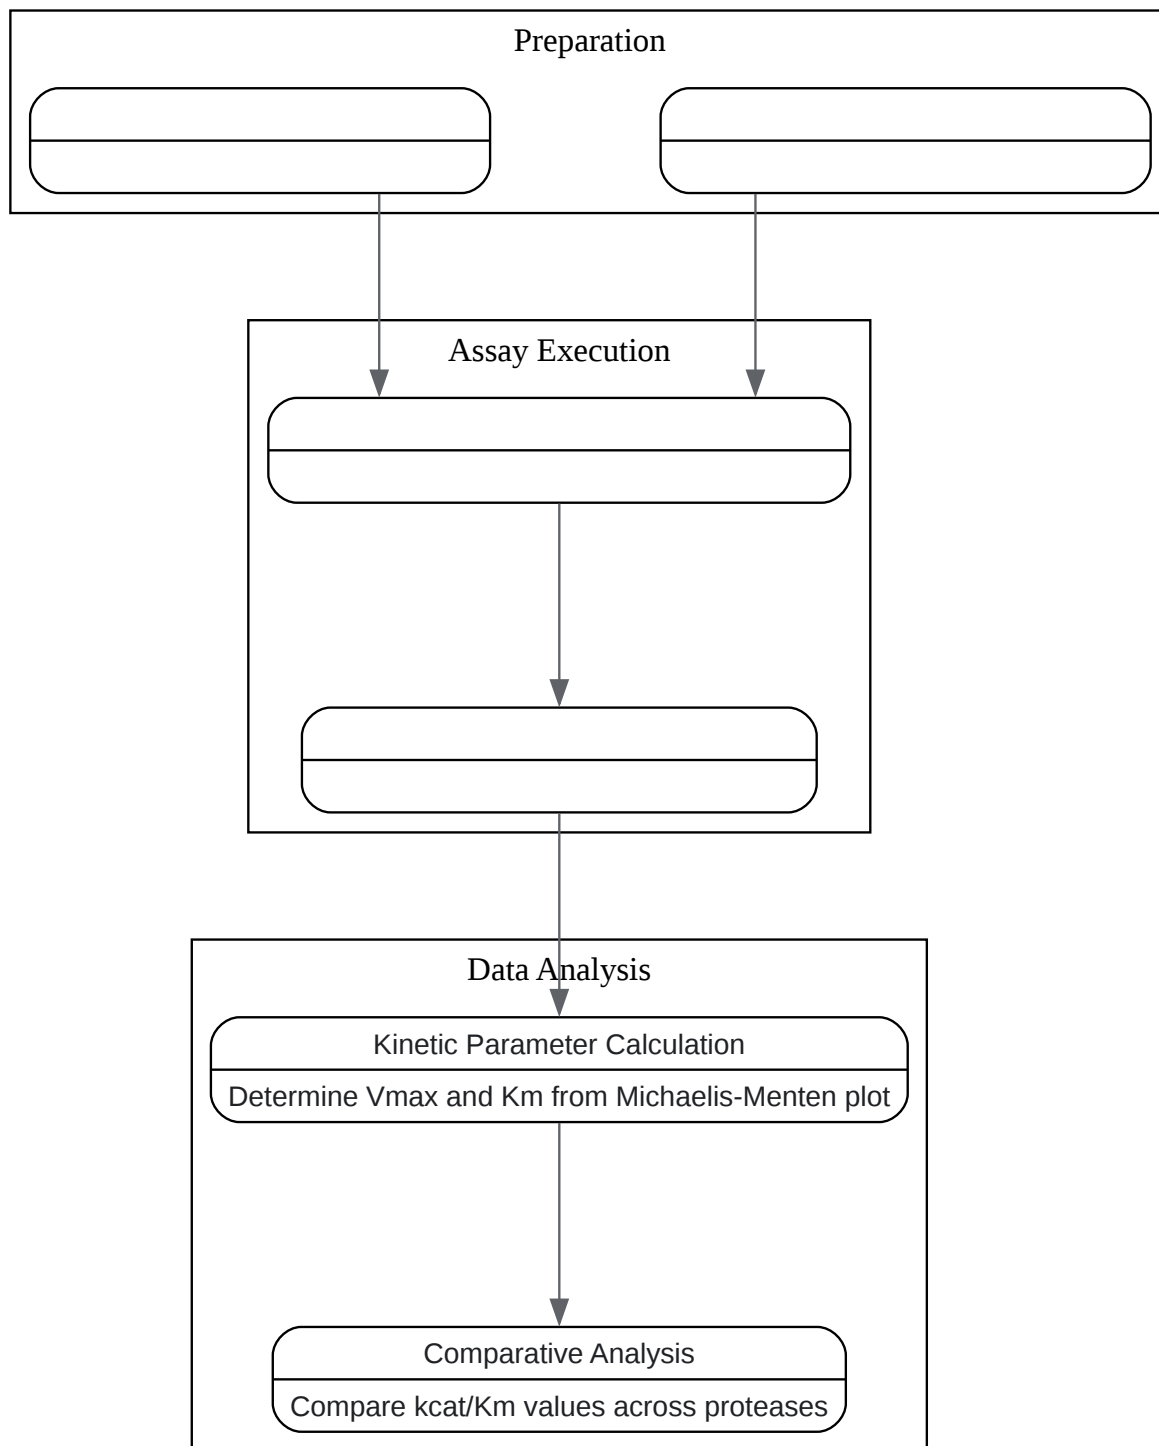 Preparation
Assay Execution
Data Analysis
Kinetic Parameter Calculation
Determine Vmax and Km from Michaelis-Menten plot
Comparative Analysis
Compare kcat/Km values across proteases